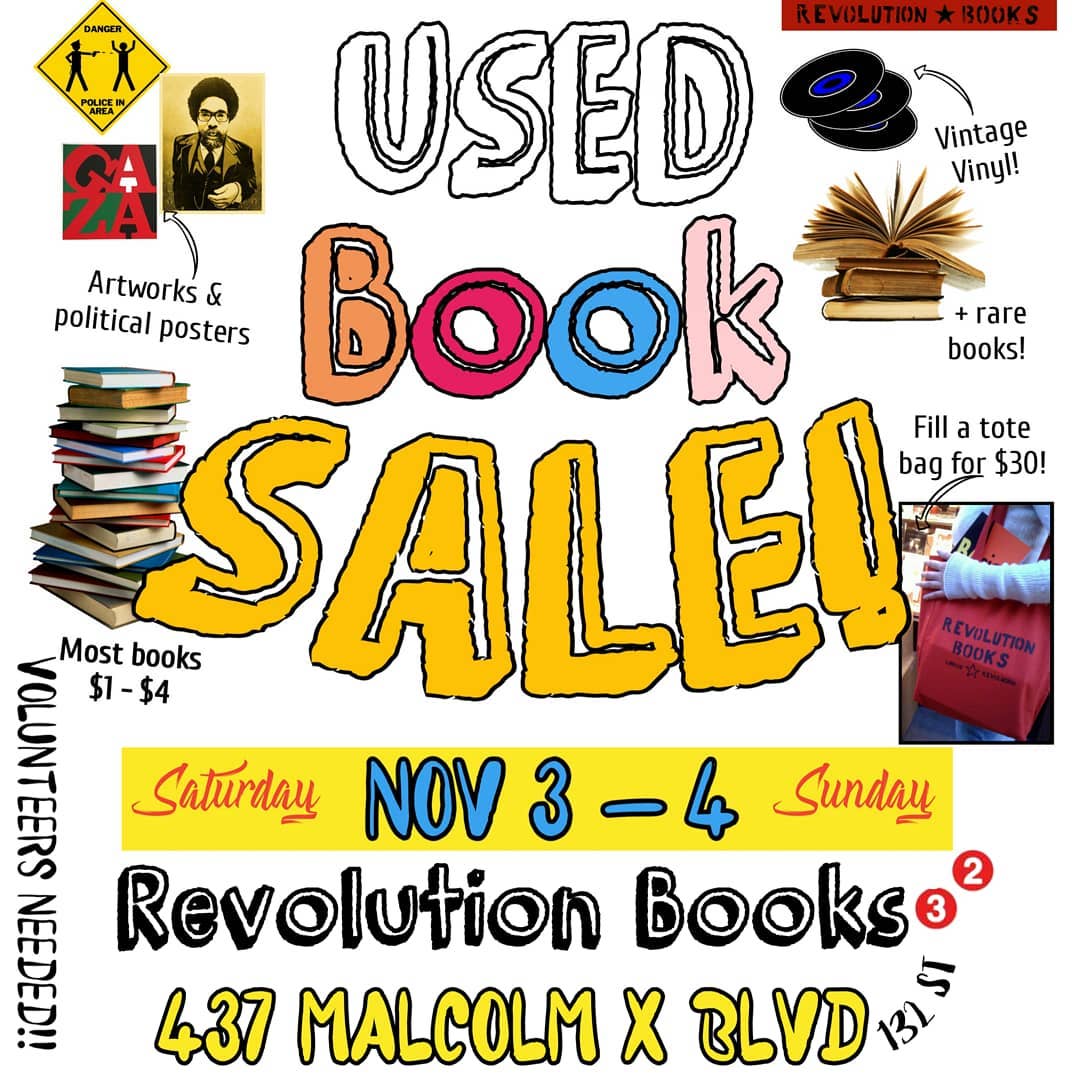 DANGER
POLICE IN
AREA
GA
ZA
Artworks &
political posters
USED
Book
SALE!
REVOLUTION ★ BOOKS
Vintage
Vinyl!
+ rare
books!
Fill a tote
bag for $30!
REVOLUTION
BOOKS
Most books
$1 - $4
VOLUNTEERS NEEDED!!
Saturday NOV 3 – 4 Sunday
Revolution Books 3 2
437 MALCOLM X BLVD 132 ST